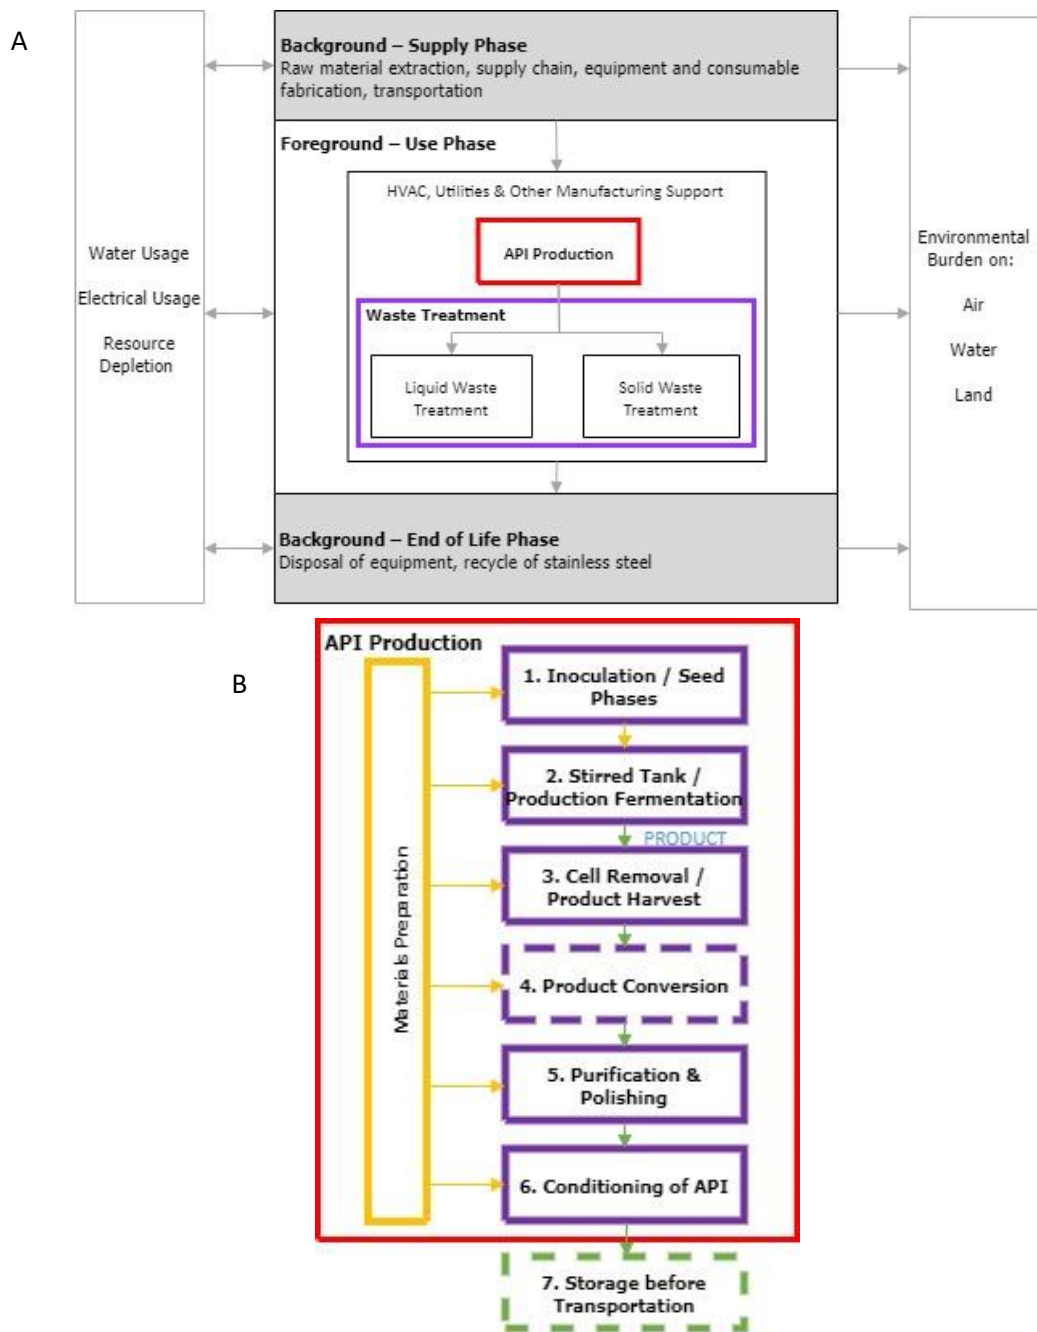 A
Background – Supply Phase
Raw material extraction, supply chain, equipment and consumable
fabrication, transportation
Foreground – Use Phase
HVAC, Utilities & Other Manufacturing Support
API Production
Waste Treatment
Liquid Waste
Treatment
Solid Waste
Treatment
Water Usage
Electrical Usage
Resource
Depletion
Environmental
Burden on:
Air
Water
Land
Background – End of Life Phase
Disposal of equipment, recycle of stainless steel
B
API Production
Materials Preparation
1. Inoculation / Seed
Phases
2. Stirred Tank /
Production Fermentation
PRODUCT
3. Cell Removal /
Product Harvest
4. Product Conversion
5. Purification &
Polishing
6. Conditioning of API
7. Storage before
Transportation